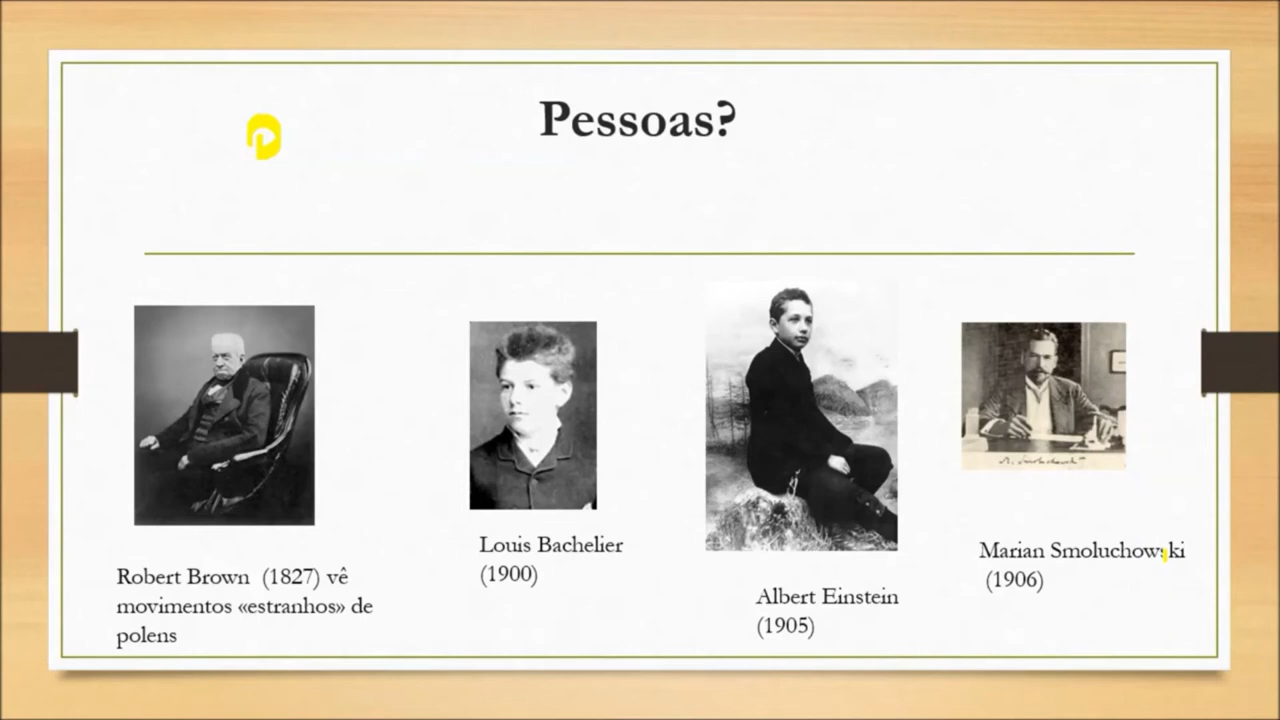 Pessoas?
Robert Brown (1827) vê
movimentos «estranhos» de
polens
Louis Bachelier
(1900)
Albert Einstein
(1905)
Marian Smoluchowski
(1906)